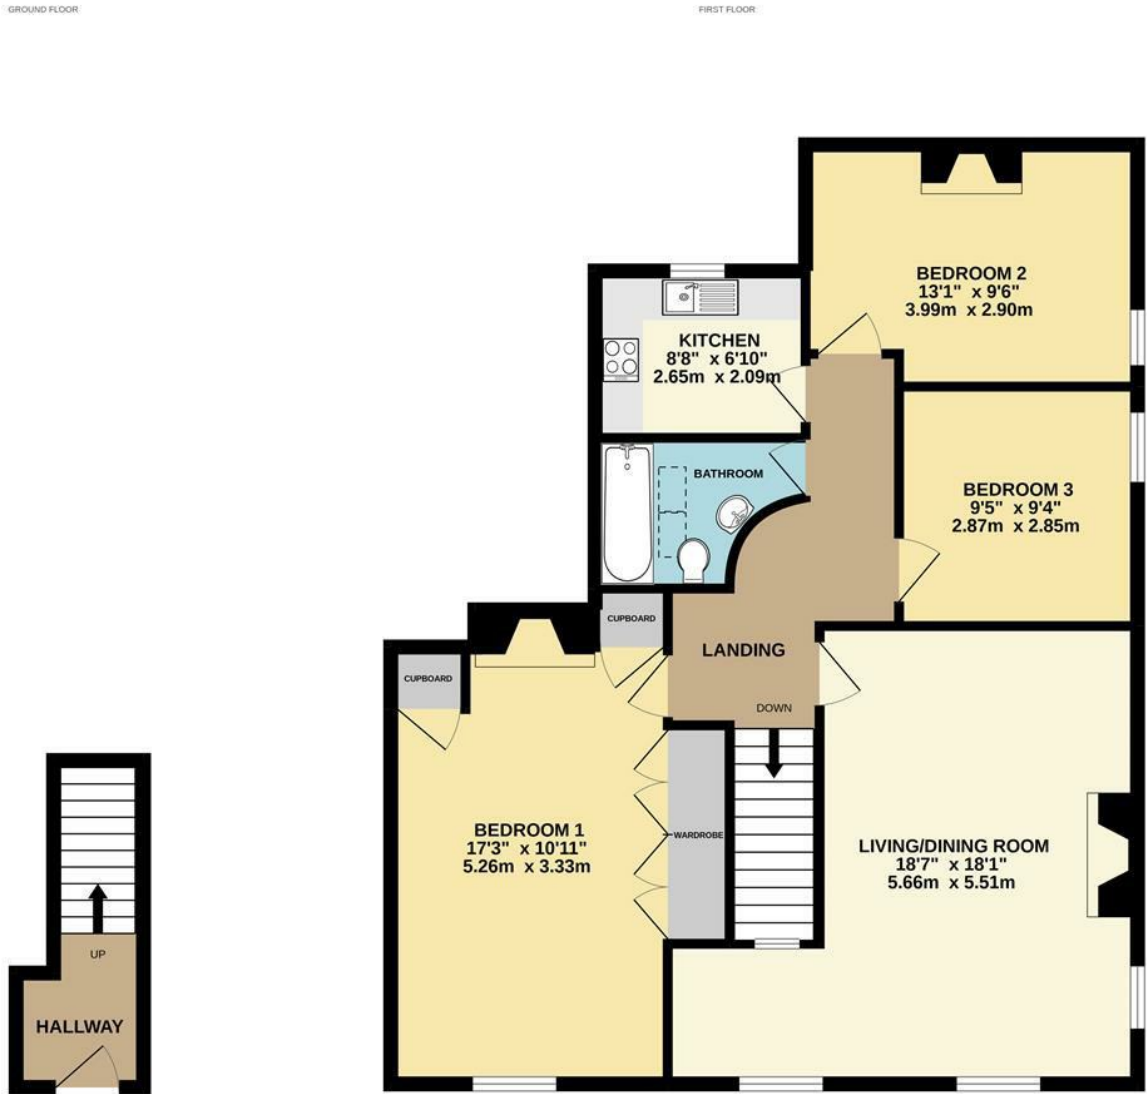 GROUND FLOOR
FIRST FLOOR
BEDROOM 2
13'1" x 9'6"
3.99m x 2.90m
KITCHEN
8'8" x 6'10"
2.65m x 2.09m
BATHROOM
BEDROOM 3
9'5" x 9'4"
2.87m x 2.85m
CUPBOARD
LANDING
CUPBOARD
DOWN
BEDROOM 1
17'3" x 10'11"
5.26m x 3.33m
WARDROBE
LIVING/DINING ROOM
18'7" x 18'1"
5.66m x 5.51m
UP
HALLWAY